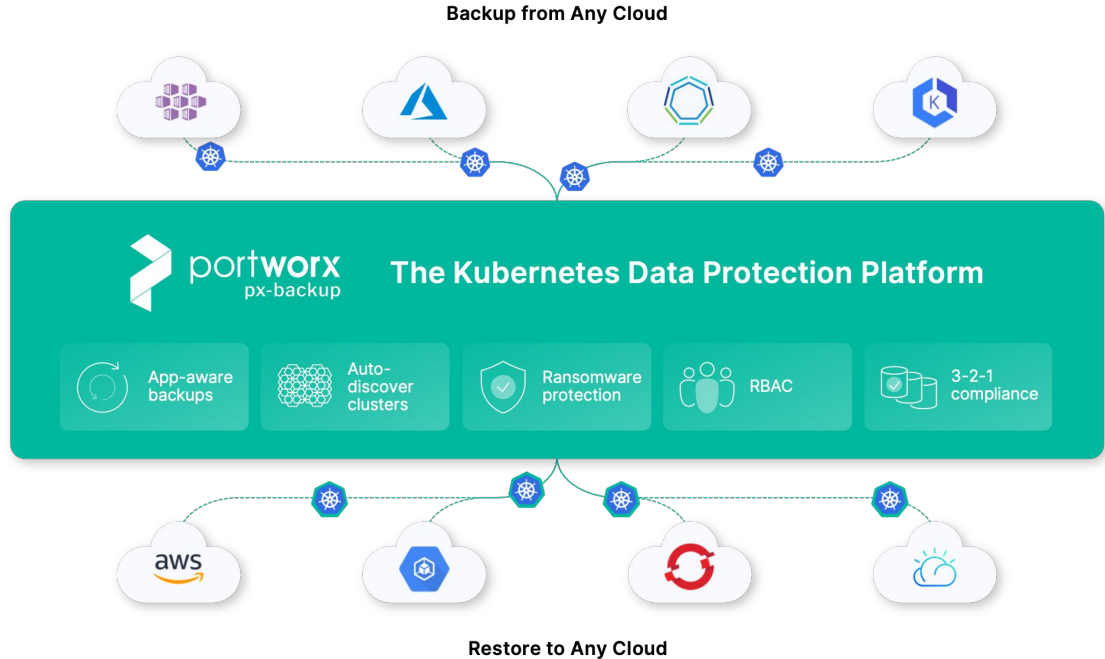 Backup from Any Cloud
K
portworx
px-backup
The Kubernetes Data Protection Platform
App-aware
backups
Auto-
discover
clusters
Ransomware
protection
RBAC
3-2-1
compliance
aws
Restore to Any Cloud